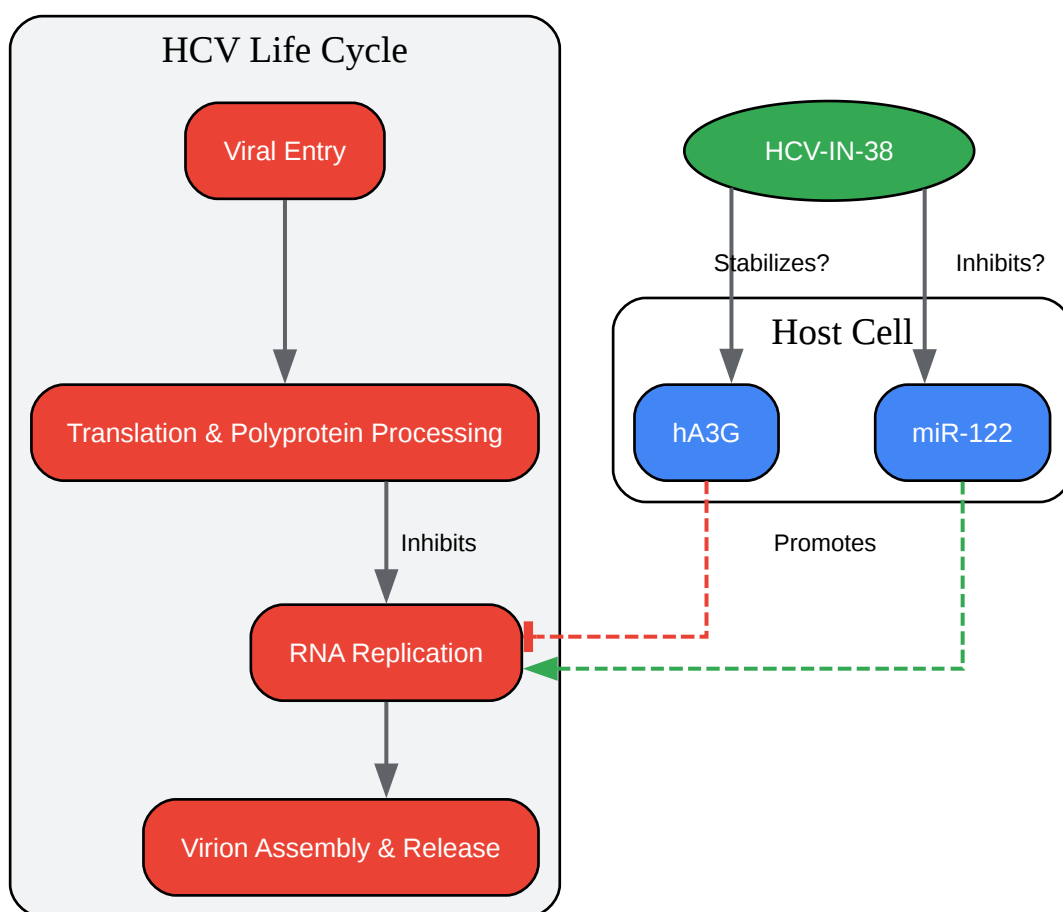 HCV Life Cycle
Viral Entry
HCV-IN-38
Stabilizes?
Inhibits?
Host Cell
Translation & Polyprotein Processing
hA3G
miR-122
Inhibits
Promotes
RNA Replication
Virion Assembly & Release